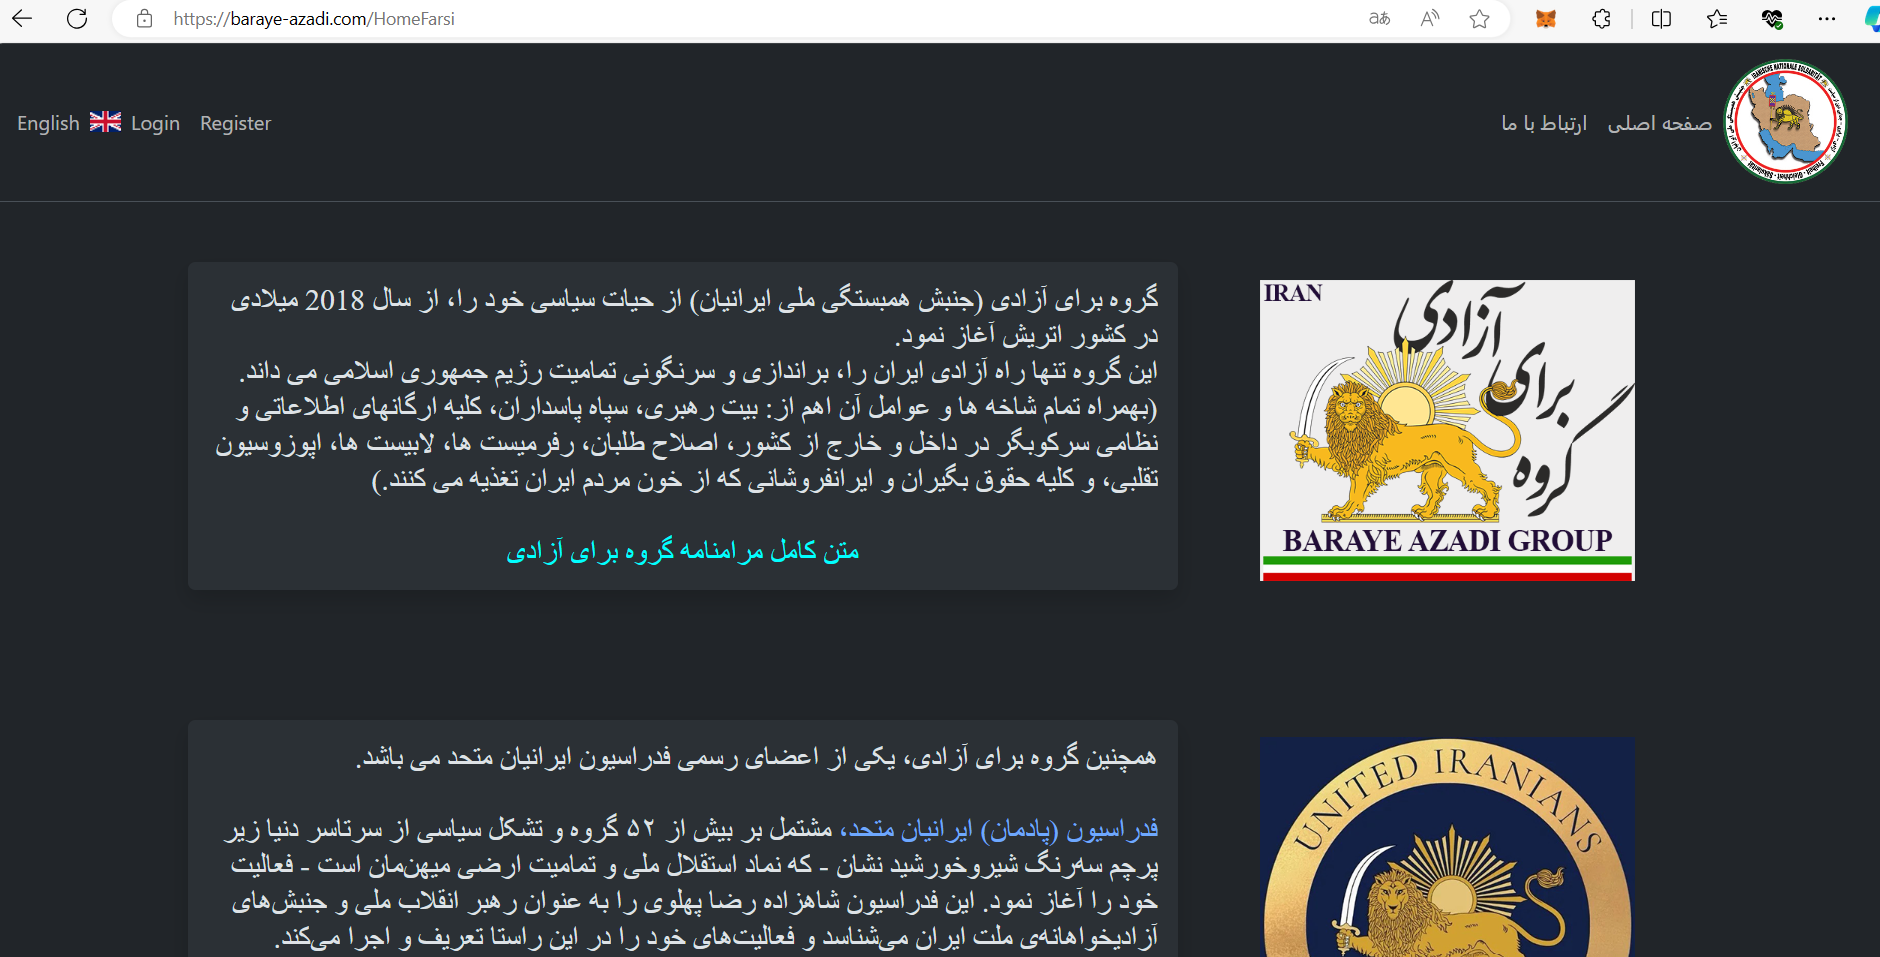 https://baraye-azadi.com/HomeFarsi
English Login Register
صفحه اصلی ارتباط با ما
IRANISCHE NATIONALE SOLIDARITÄT
Freiheit - Gleichheit - Säkularität
گروه برای آزادی (جنبش همبستگی ملی ایرانیان) از حیات سیاسی خود را، از سال 2018 میلادی
در کشور اتریش آغاز نمود.
این گروه تنها راه آزادی ایران را، براندازی و سرنگونی تمامیت رژیم جمهوری اسلامی می داند.
(بهمراه تمام شاخه ها و عوامل آن اهم از: بیت رهبری، سپاه پاسداران، کلیه ارگانهای اطلاعاتی و
نظامی سرکوبگر در داخل و خارج از کشور، اصلاح طلبان، رفرمیست ها، لابیست ها، اپوزوسیون
تقلبی، و کلیه حقوق بگیران و ایرانفروشانی که از خون مردم ایران تغذیه می کنند.)
متن کامل مرامنامه گروه برای آزادی
IRAN
گروه برای آزادی
BARAYE AZADI GROUP
همچنین گروه برای آزادی، یکی از اعضای رسمی فدراسیون ایرانیان متحد می باشد.
فدراسیون (پادمان) ایرانیان متحد، مشتمل بر بیش از ۵۲ گروه و تشکل سیاسی از سرتاسر دنیا زیر
پرچم سه‌رنگ شیروخورشید نشان - که نماد استقلال ملی و تمامیت ارضی میهن‌مان است - فعالیت
خود را آغاز نمود. این فدراسیون شاهزاده رضا پهلوی را به عنوان رهبر انقلاب ملی و جنبش‌های
آزادیخواهانه‌ی ملت ایران می‌شناسد و فعالیت‌های خود را در این راستا تعریف و اجرا می‌کند.
UNITED IRANIANS